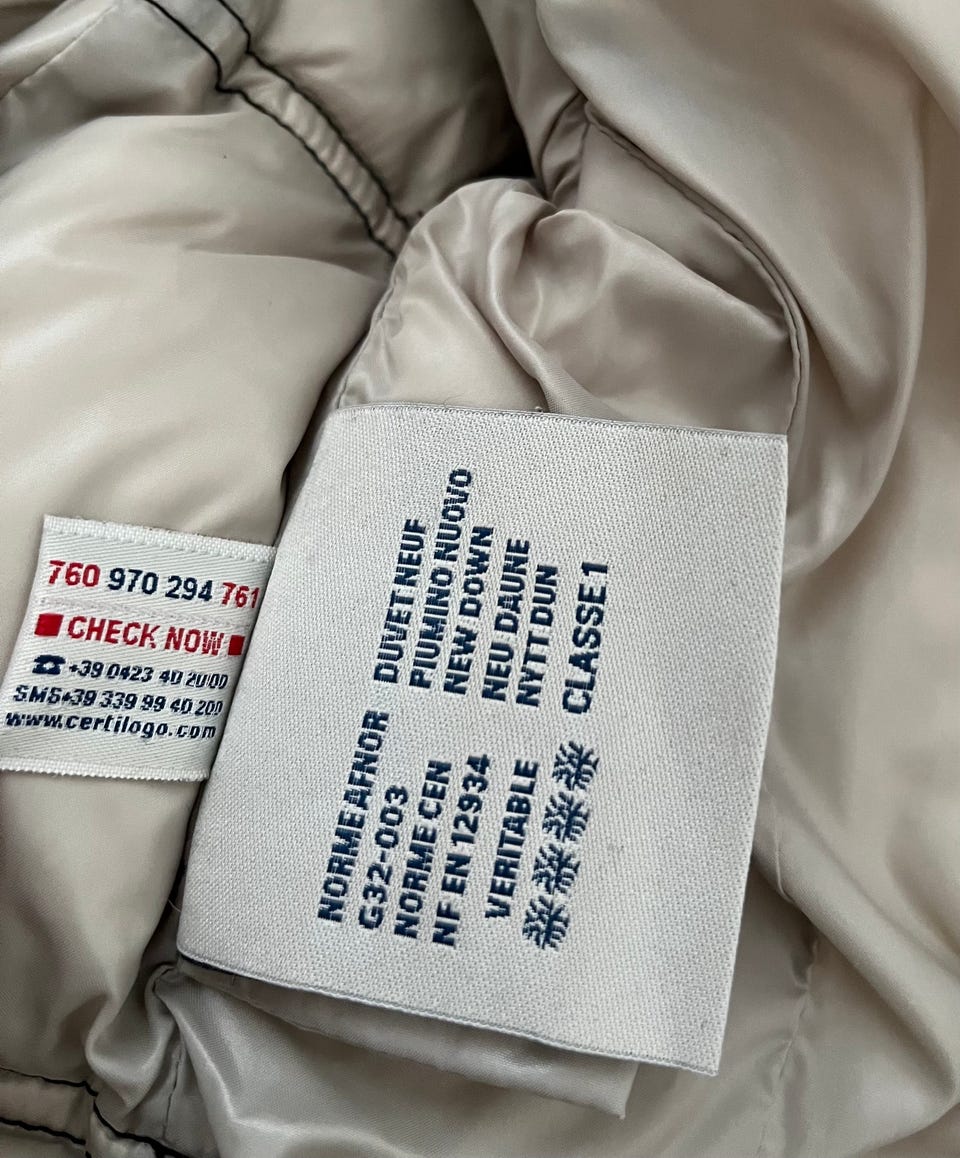 760 970 294 761
CHECK NOW
☎ +39 0423 40 2000
SMS+39 339 99 40 200
www.certilogo.com
DUVET NEUF
PIUMINO NUOVO
NEW DOWN
NEU DAUNE
NYTT DUN
CLASSE 1
NORME AFNOR
G32-003
NORME CEN
NF EN 12934
VERITABLE